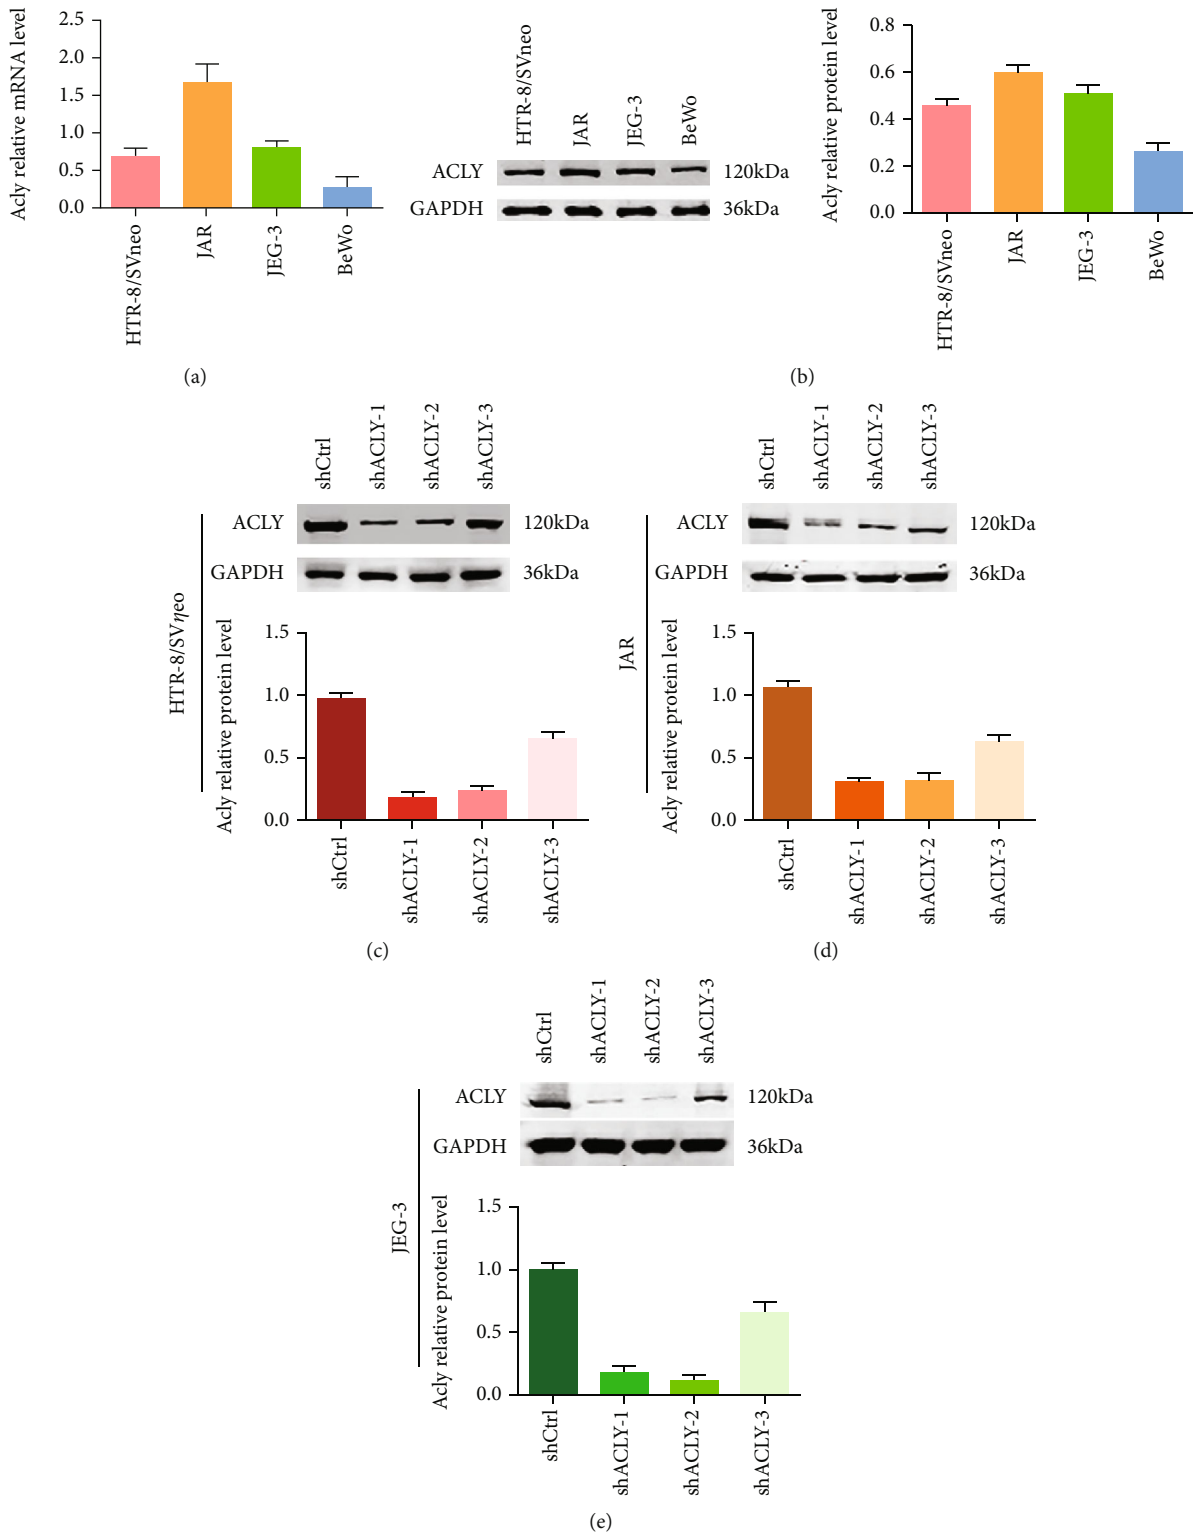 Acly relative mRNA level
2.5
2.0
1.5
1.0
0.5
0.0
HTR-8/SVneo
JAR
JEG-3
BeWo
(a)
HTR-8/SVneo
JAR
JEG-3
BeWo
ACLY
120kDa
GAPDH
36kDa
Acly relative protein level
0.8
0.6
0.4
0.2
0.0
HTR-8/SVneo
JAR
JEG-3
BeWo
(b)
HTR-8/SVηeo
shCtrl
shACLY-1
shACLY-2
shACLY-3
ACLY
120kDa
GAPDH
36kDa
Acly relative protein level
1.5
1.0
0.5
0.0
shCtrl
shACLY-1
shACLY-2
shACLY-3
(c)
JAR
shCtrl
shACLY-1
shACLY-2
shACLY-3
ACLY
120kDa
GAPDH
36kDa
Acly relative protein level
1.5
1.0
0.5
0.0
shCtrl
shACLY-1
shACLY-2
shACLY-3
(d)
JEG-3
shCtrl
shACLY-1
shACLY-2
shACLY-3
ACLY
120kDa
GAPDH
36kDa
Acly relative protein level
1.5
1.0
0.5
0.0
shCtrl
shACLY-1
shACLY-2
shACLY-3
(e)